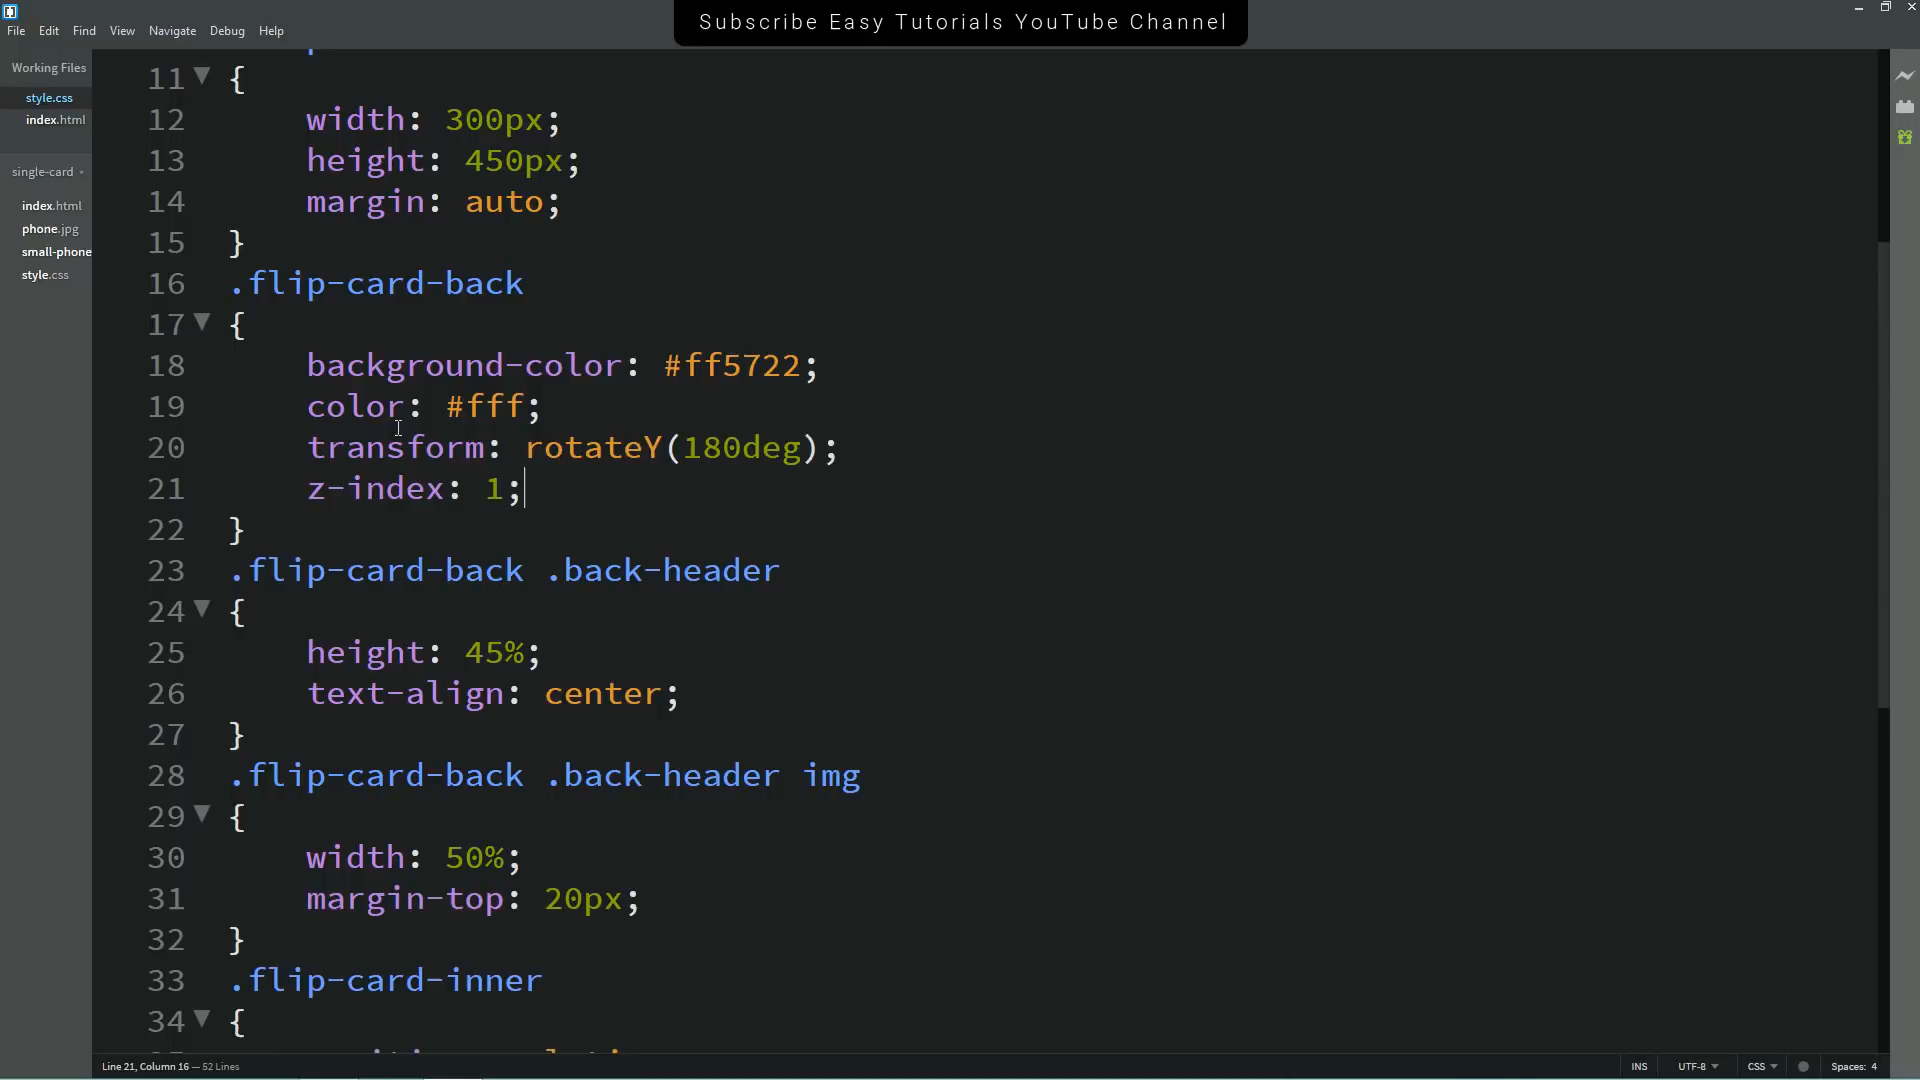 Subscribe Easy Tutorials YouTube Channel
File Edit Find View Navigate Debug Help
Working Files
style.css
index.html
single-card
index.html
phone.jpg
small-phone
style.css
11 {
12 width: 300px;
13 height: 450px;
14 margin: auto;
15 }
16 .flip-card-back
17 {
18 background-color: #ff5722;
19 color: #fff;
20 transform: rotateY(180deg);
21 z-index: 1;
22 }
23 .flip-card-back .back-header
24 {
25 height: 45%;
26 text-align: center;
27 }
28 .flip-card-back .back-header img
29 {
30 width: 50%;
31 margin-top: 20px;
32 }
33 .flip-card-inner
34 {
Line 21, Column 16 — 52 Lines
INS UTF-8 CSS Spaces: 4